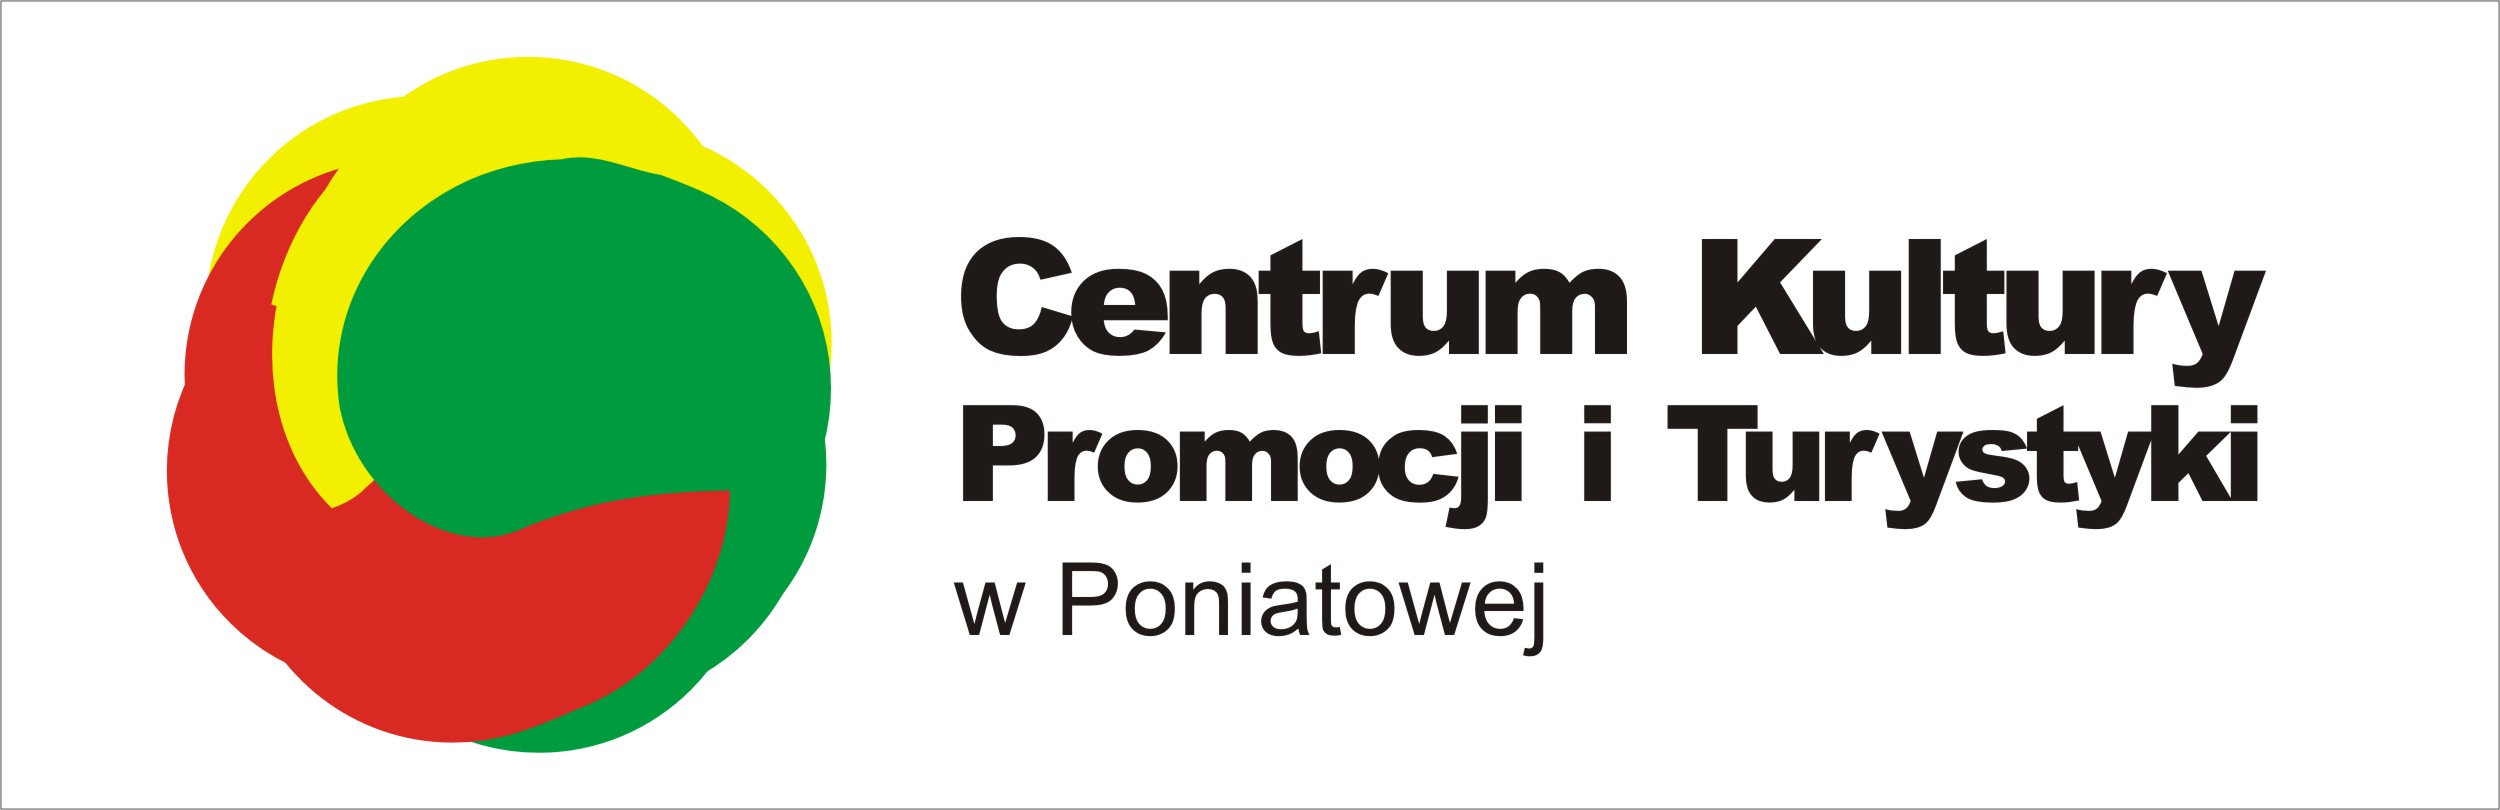 Centrum Kultury
Promocji i Turystyki
w Poniatowej